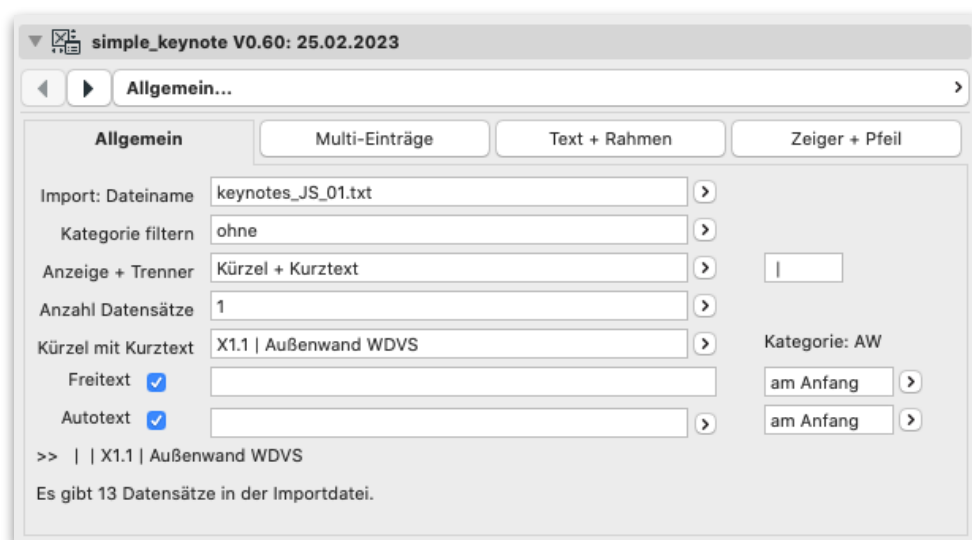 simple_keynote V0.60: 25.02.2023
Allgemein...
Allgemein Multi-Einträge Text + Rahmen Zeiger + Pfeil
Import: Dateiname keynotes_JS_01.txt
Kategorie filtern ohne
Anzeige + Trenner Kürzel + Kurztext |
Anzahl Datensätze 1
Kürzel mit Kurztext X1.1 | Außenwand WDVS Kategorie: AW
Freitext am Anfang
Autotext am Anfang
>> | | X1.1 | Außenwand WDVS
Es gibt 13 Datensätze in der Importdatei.